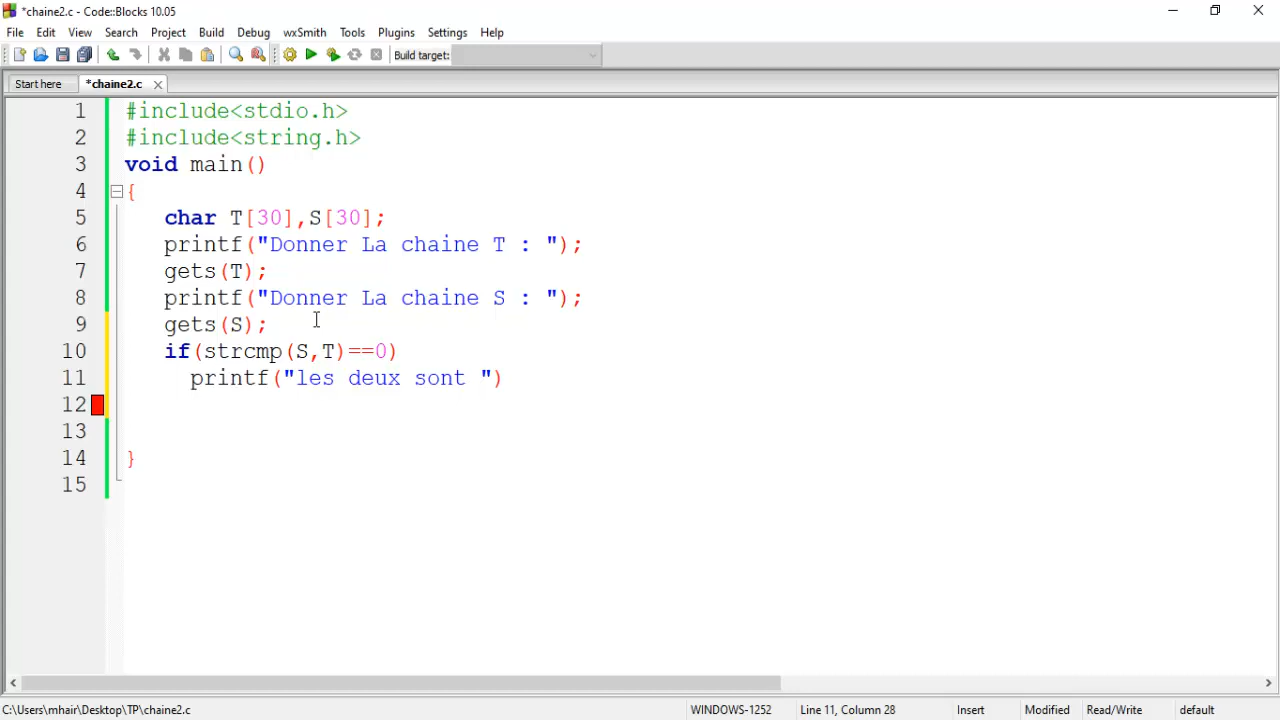 *chaine2.c - Code::Blocks 10.05
File Edit View Search Project Build Debug wxSmith Tools Plugins Settings Help
Build target:
Start here *chaine2.c
1 #include<stdio.h>
2 #include<string.h>
3 void main()
4 {
5 char T[30],S[30];
6 printf("Donner La chaine T : ");
7 gets(T);
8 printf("Donner La chaine S : ");
9 gets(S);
10 if(strcmp(S,T)==0)
11 printf("les deux sont ")
12
13
14 }
15
C:\Users\mhair\Desktop\TP\chaine2.c WINDOWS-1252 Line 11, Column 28 Insert Modified Read/Write default